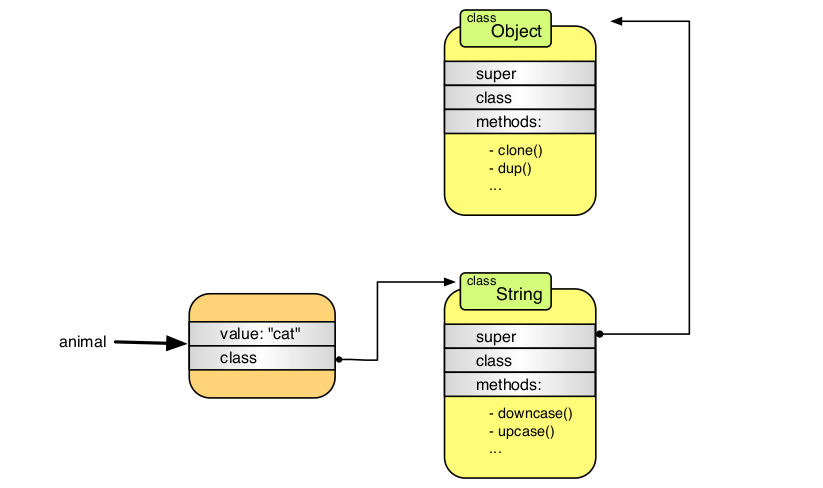 class
Object
super
class
methods:
- clone()
- dup()
...
animal
value: "cat"
class
class
String
super
class
methods:
- downcase()
- upcase()
...